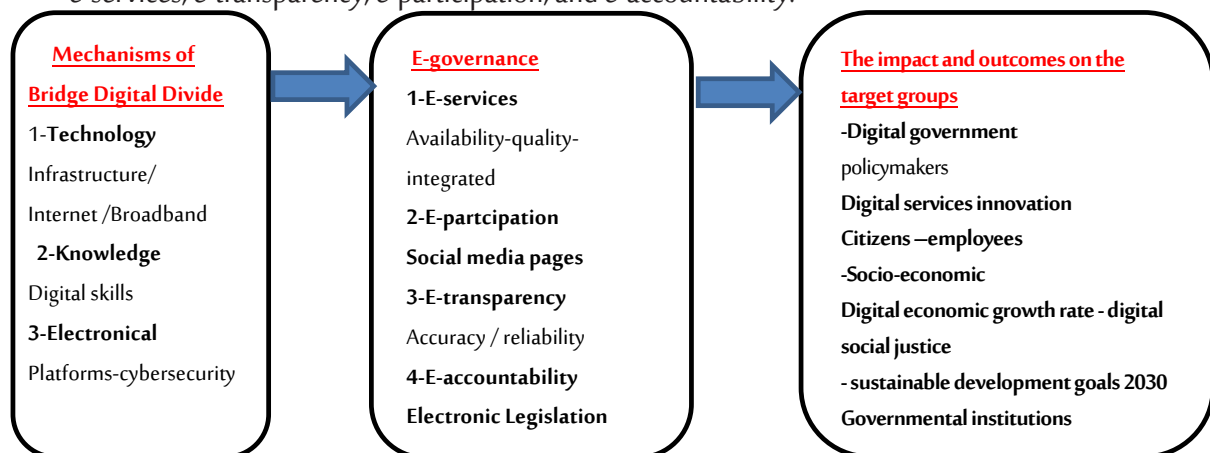 e-services, e-transparency, e-participation, and e-accountability.
Mechanisms of
Bridge Digital Divide
1-Technology
Infrastructure/
Internet /Broadband
2-Knowledge
Digital skills
3-Electronical
Platforms-cybersecurity
E-governance
1-E-services
Availability-quality-
integrated
2-E-partcipation
Social media pages
3-E-transparency
Accuracy / reliability
4-E-accountability
Electronic Legislation
The impact and outcomes on the
target groups
-Digital government
policymakers
Digital services innovation
Citizens –employees
-Socio-economic
Digital economic growth rate - digital
social justice
- sustainable development goals 2030
Governmental institutions